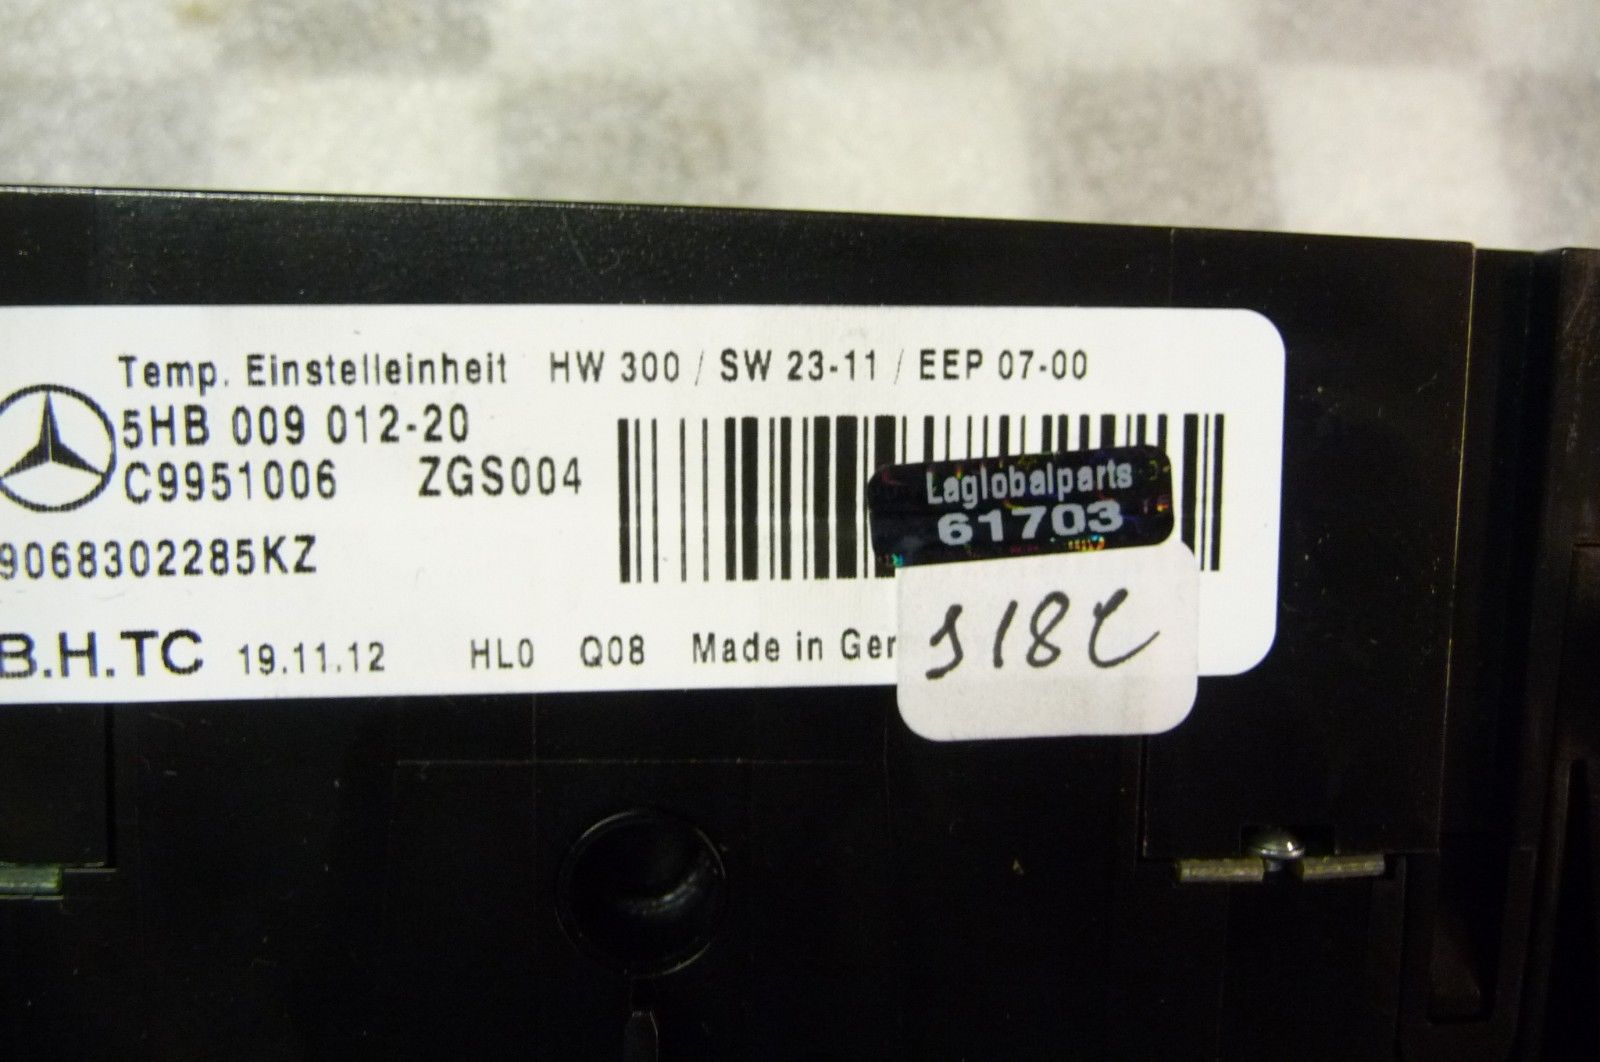 Temp. Einstelleinheit HW 300 / SW 23-11 / EEP 07-00
5HB 009 012-20
C9951006 ZGS004
9068302285KZ
B.H.TC 19.11.12 HL0 Q08 Made in Ger
Laglobalparts
61703